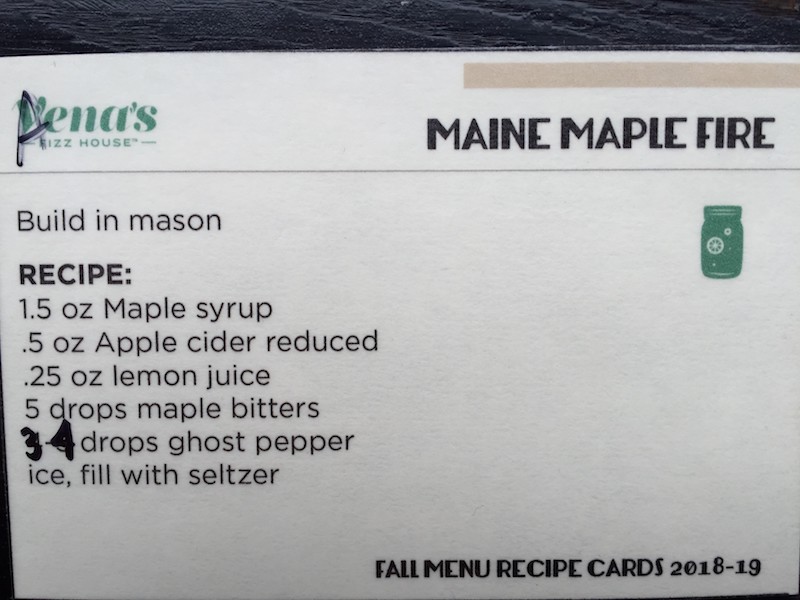 Vena's
FIZZ HOUSE™
MAINE MAPLE FIRE
Build in mason
RECIPE:
1.5 oz Maple syrup
.5 oz Apple cider reduced
.25 oz lemon juice
5 drops maple bitters
3-4 drops ghost pepper
ice, fill with seltzer
FALL MENU RECIPE CARDS 2018-19